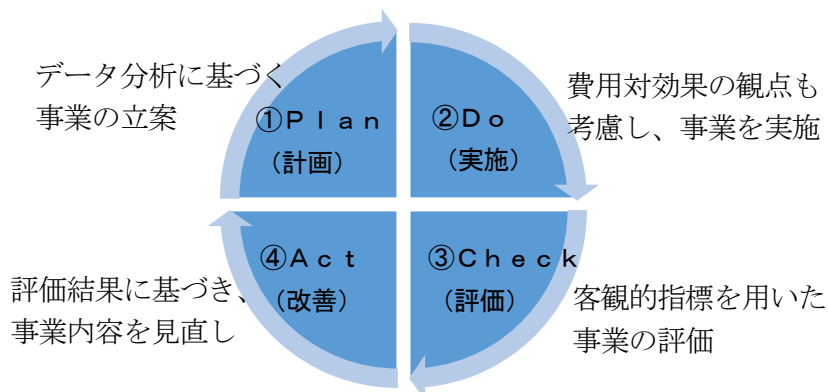 データ分析に基づく
事業の立案
①Ｐｌａｎ
（計画）
②Ｄｏ
（実施）
費用対効果の観点も
考慮し、事業を実施
③Ｃｈｅｃｋ
（評価）
客観的指標を用いた
事業の評価
④Ａｃｔ
（改善）
評価結果に基づき、
事業内容を見直し